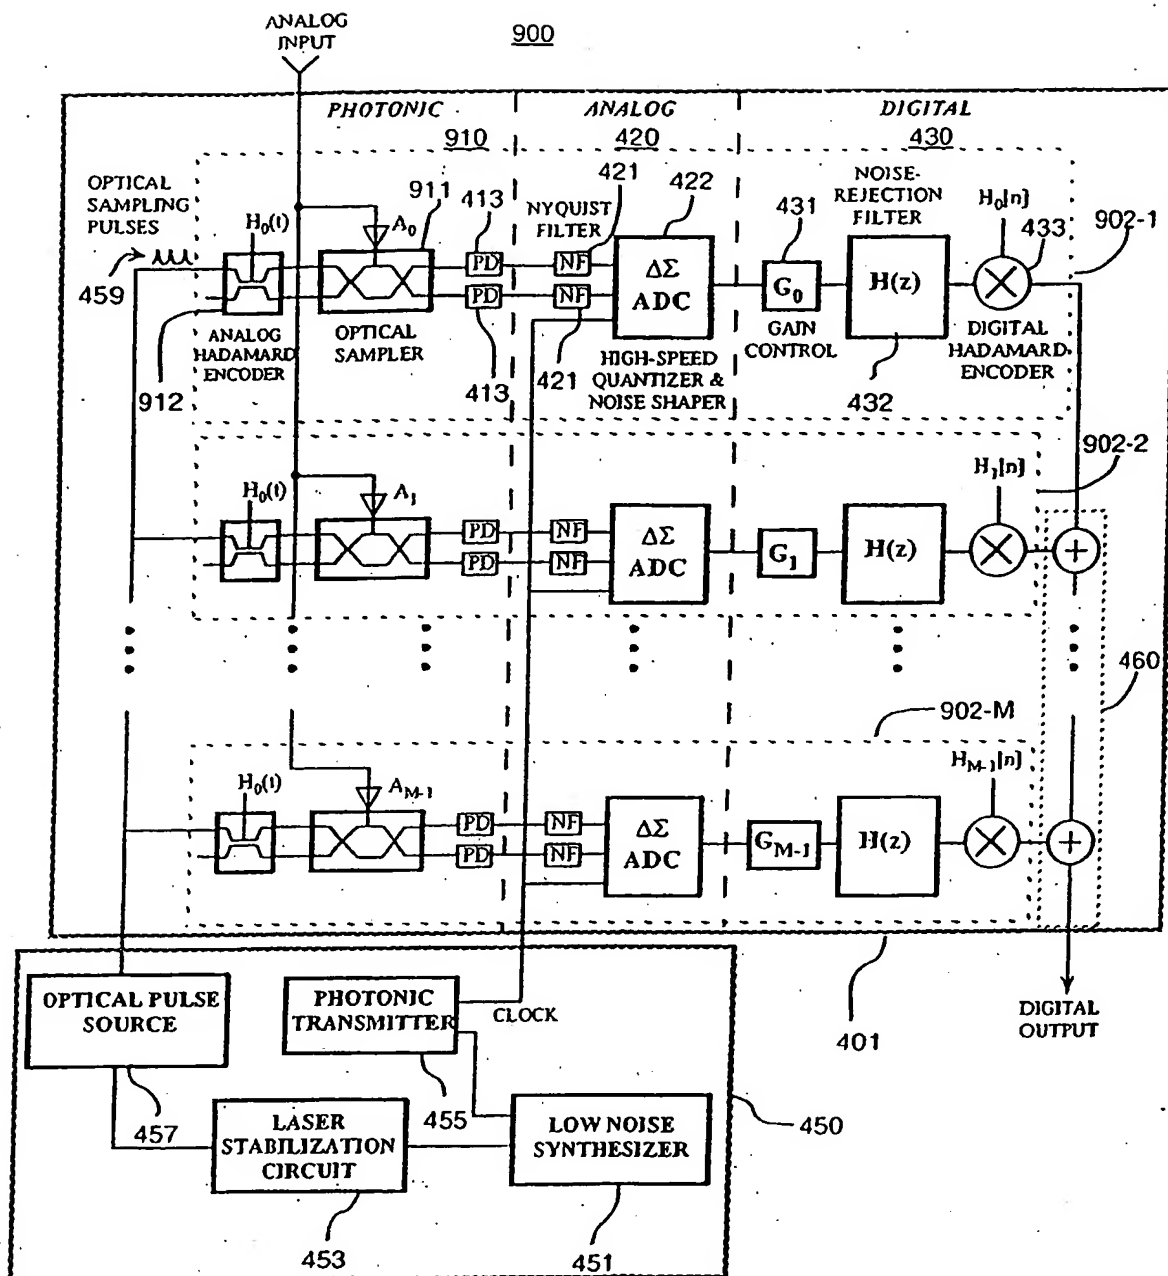 ANALOG
INPUT
900
PHOTONIC
ANALOG
DIGITAL
910
420
430
OPTICAL
SAMPLING
PULSES
459
H₀(t)
A₀
911
413
PD
PD
413
NYQUIST
FILTER
421
NF
NF
421
422
ΔΣ
ADC
431
G₀
GAIN
CONTROL
NOISE-
REJECTION
FILTER
H(z)
432
H₀[n]
433
902-1
912
ANALOG
HADAMARD
ENCODER
OPTICAL
SAMPLER
HIGH-SPEED
QUANTIZER &
NOISE SHAPER
DIGITAL
HADAMARD
ENCODER
902-2
H₀(t)
A₁
PD
PD
NF
NF
ΔΣ
ADC
G₁
H(z)
H₁[n]
460
902-M
H₀(t)
A_M-1
PD
PD
NF
NF
ΔΣ
ADC
G_M-1
H(z)
H_M-1[n]
OPTICAL PULSE
SOURCE
PHOTONIC
TRANSMITTER
CLOCK
401
DIGITAL
OUTPUT
457
455
450
LASER
STABILIZATION
CIRCUIT
LOW NOISE
SYNTHESIZER
453
451